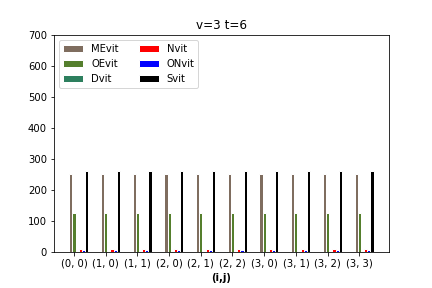 v=3 t=6
700
600
500
400
300
200
100
0
MEvit
OEvit
Dvit
Nvit
ONvit
Svit
(0, 0) (1, 0) (1, 1) (2, 0) (2, 1) (2, 2) (3, 0) (3, 1) (3, 2) (3, 3)
(i,j)